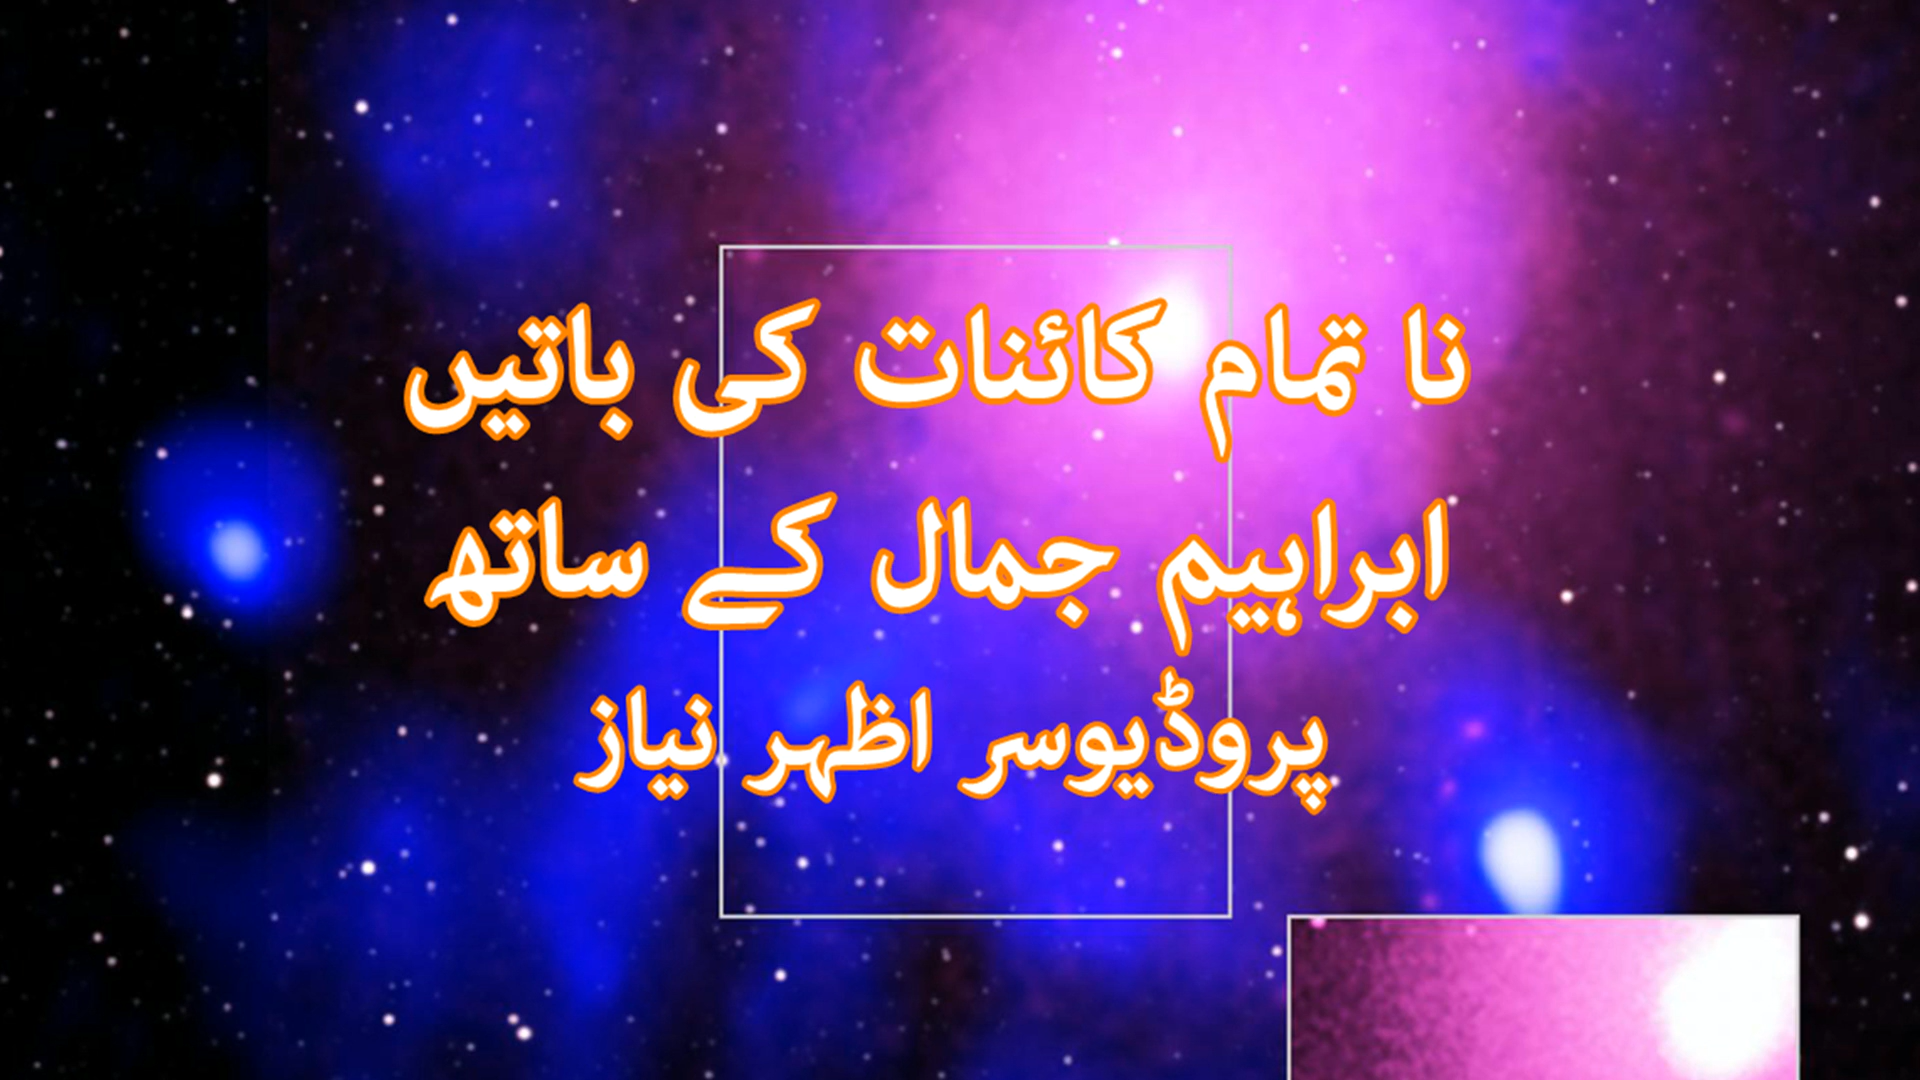 نا تمام کائنات کی باتیں
ابراہیم جمال کے ساتھ
پروڈیوسر اظہر نیاز